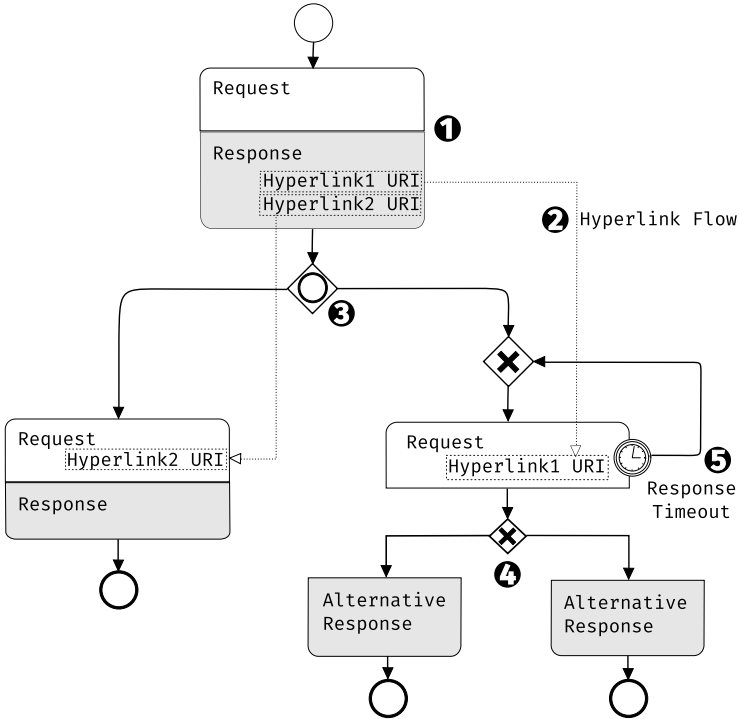 Request
1
Response
Hyperlink1 URI
Hyperlink2 URI
2 Hyperlink Flow
3
Request
Hyperlink2 URI
Response
Request
Hyperlink1 URI
5
Response
Timeout
4
Alternative
Response
Alternative
Response